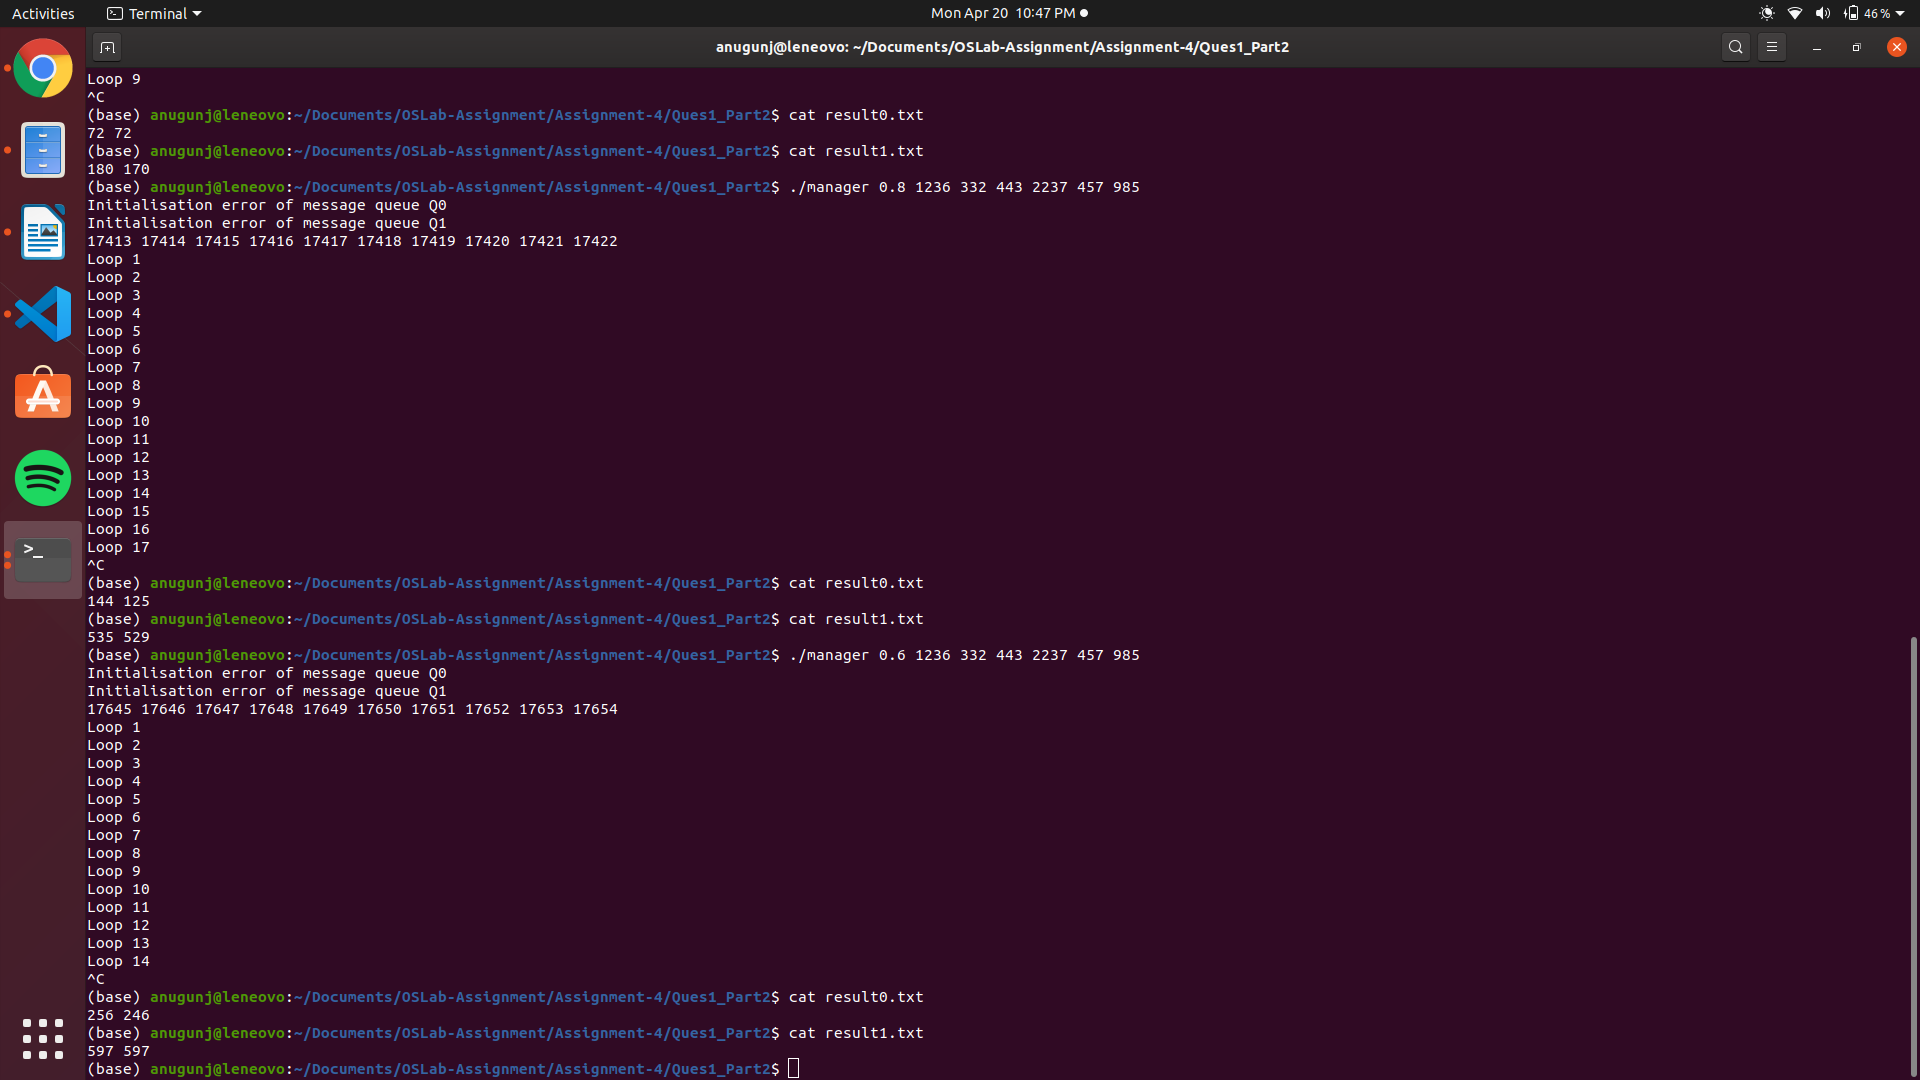 Activities
Terminal
Mon Apr 20 10:47 PM
46 %
anugunj@leneovo: ~/Documents/OSLab-Assignment/Assignment-4/Ques1_Part2
Loop 9
^C
(base) anugunj@leneovo:~/Documents/OSLab-Assignment/Assignment-4/Ques1_Part2$ cat result0.txt
72 72
(base) anugunj@leneovo:~/Documents/OSLab-Assignment/Assignment-4/Ques1_Part2$ cat result1.txt
180 170
(base) anugunj@leneovo:~/Documents/OSLab-Assignment/Assignment-4/Ques1_Part2$ ./manager 0.8 1236 332 443 2237 457 985
Initialisation error of message queue Q0
Initialisation error of message queue Q1
17413 17414 17415 17416 17417 17418 17419 17420 17421 17422
Loop 1
Loop 2
Loop 3
Loop 4
Loop 5
Loop 6
Loop 7
Loop 8
Loop 9
Loop 10
Loop 11
Loop 12
Loop 13
Loop 14
Loop 15
Loop 16
Loop 17
^C
(base) anugunj@leneovo:~/Documents/OSLab-Assignment/Assignment-4/Ques1_Part2$ cat result0.txt
144 125
(base) anugunj@leneovo:~/Documents/OSLab-Assignment/Assignment-4/Ques1_Part2$ cat result1.txt
535 529
(base) anugunj@leneovo:~/Documents/OSLab-Assignment/Assignment-4/Ques1_Part2$ ./manager 0.6 1236 332 443 2237 457 985
Initialisation error of message queue Q0
Initialisation error of message queue Q1
17645 17646 17647 17648 17649 17650 17651 17652 17653 17654
Loop 1
Loop 2
Loop 3
Loop 4
Loop 5
Loop 6
Loop 7
Loop 8
Loop 9
Loop 10
Loop 11
Loop 12
Loop 13
Loop 14
^C
(base) anugunj@leneovo:~/Documents/OSLab-Assignment/Assignment-4/Ques1_Part2$ cat result0.txt
256 246
(base) anugunj@leneovo:~/Documents/OSLab-Assignment/Assignment-4/Ques1_Part2$ cat result1.txt
597 597
(base) anugunj@leneovo:~/Documents/OSLab-Assignment/Assignment-4/Ques1_Part2$